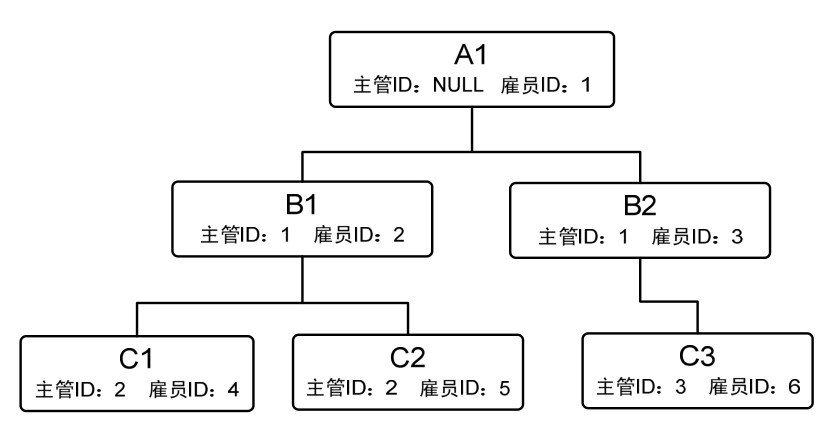 A1
主管ID：NULL 雇员ID：1
B1
主管ID：1 雇员ID：2
B2
主管ID：1 雇员ID：3
C1
主管ID：2 雇员ID：4
C2
主管ID：2 雇员ID：5
C3
主管ID：3 雇员ID：6